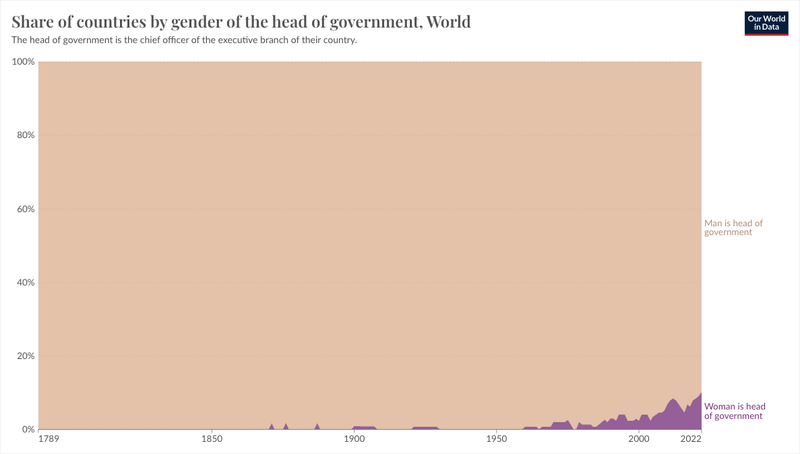 Share of countries by gender of the head of government, World
The head of government is the chief officer of the executive branch of their country.
Our World
in Data
100%
80%
60%
40%
20%
0%
Man is head of
government
Woman is head
of government
1789
1850
1900
1950
2000
2022